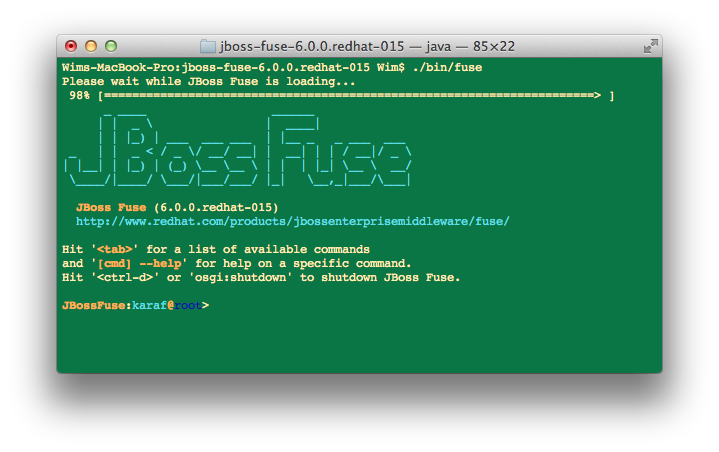 jboss-fuse-6.0.0.redhat-015 — java — 85×22
Wims-MacBook-Pro:jboss-fuse-6.0.0.redhat-015 Wim$ ./bin/fuse
Please wait while JBoss Fuse is loading...
98% [========================================================================> ]
JBoss Fuse
JBoss Fuse (6.0.0.redhat-015)
http://www.redhat.com/products/jbossenterprisemiddleware/fuse/
Hit '<tab>' for a list of available commands
and '[cmd] --help' for help on a specific command.
Hit '<ctrl-d>' or 'osgi:shutdown' to shutdown JBoss Fuse.
JBossFuse:karaf@root>